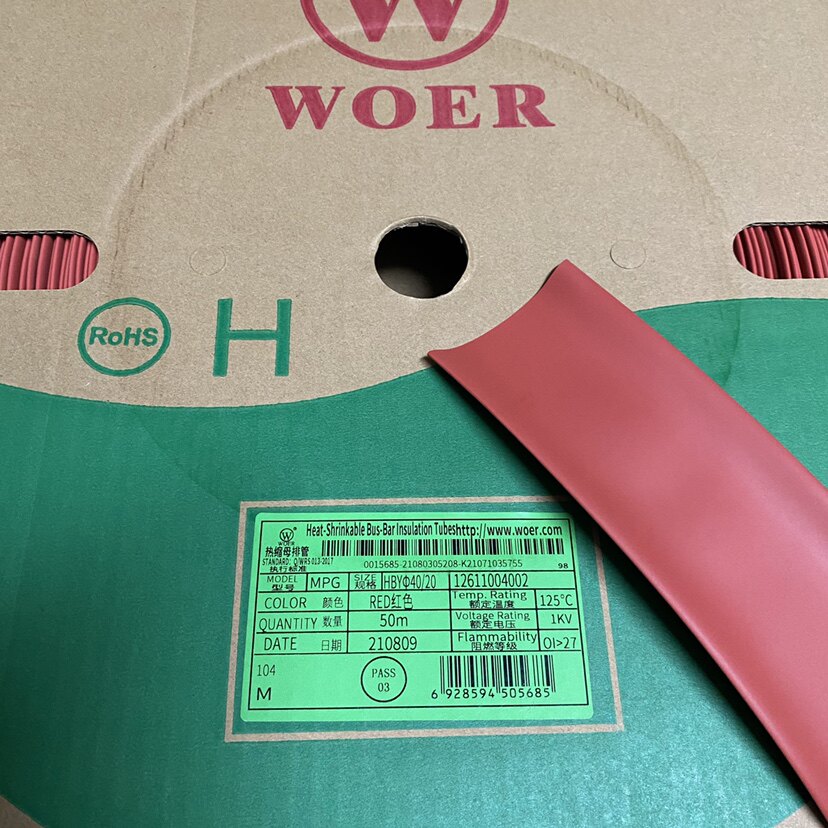 W
WOER
RoHS
H
W ®
WOER
Heat-Shrinkable Bus-Bar Insulation Tubes http://www.woer.com
热缩母排管
STANDARD: Q/WRS 013-2017
执行标准
0015685-21080305208-K21071035755
98
MODEL 型号 MPG SIZE 规格 HBYΦ40/20 12611004002
COLOR 颜色 RED红色 Temp. Rating 额定温度 125°C
QUANTITY 数量 50m Voltage Rating 额定电压 1KV
DATE 日期 210809 Flammability 阻燃等级 OI>27
104
M
PASS
03
6 928594 505685